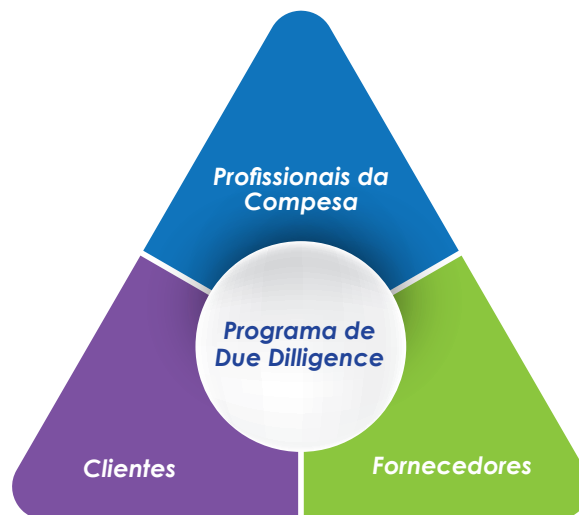 Profissionais da
Compesa
Programa de
Due Dilligence
Clientes
Fornecedores